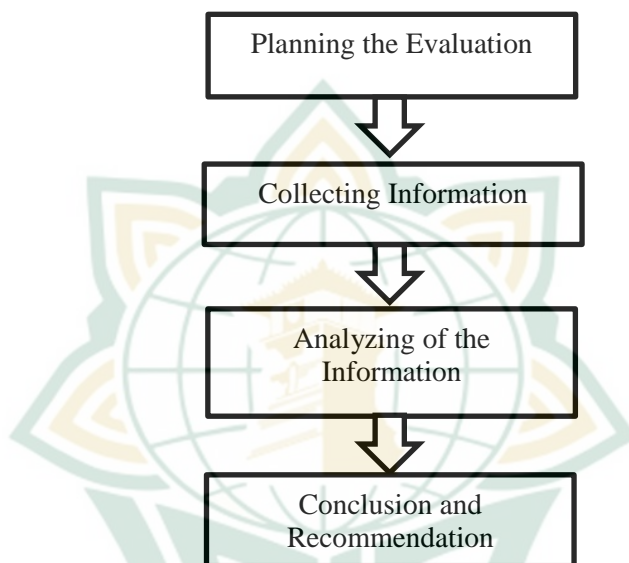 Planning the Evaluation
Collecting Information
Analyzing of the
Information
Conclusion and
Recommendation